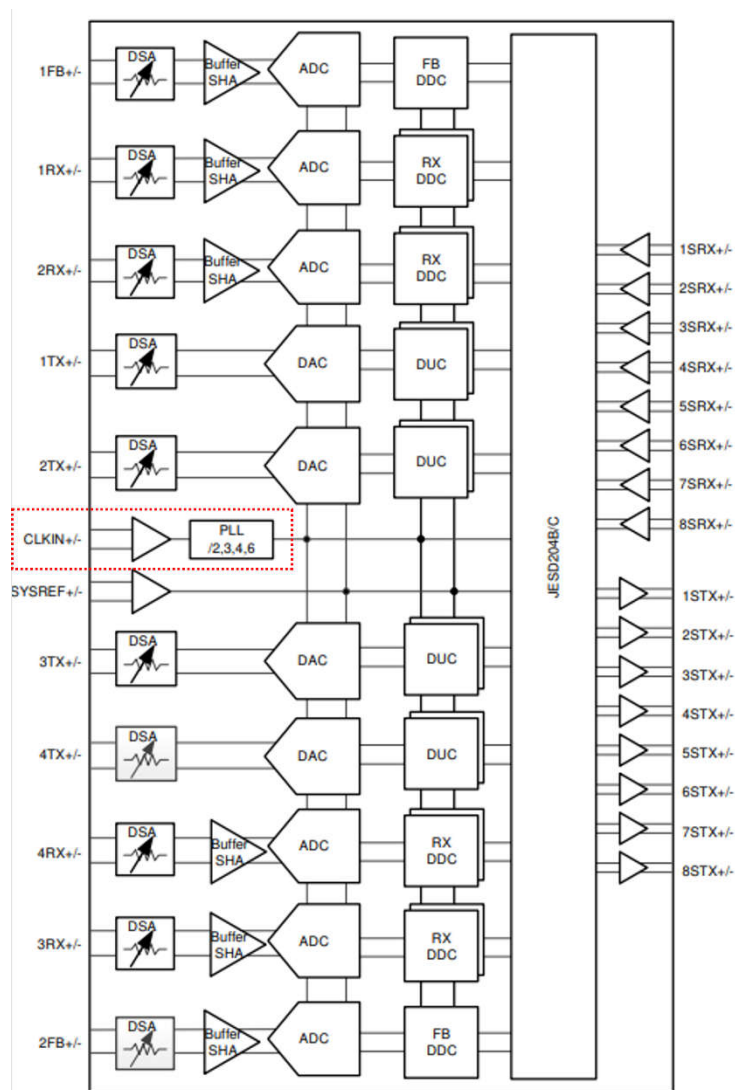 1FB+/-
DSA
Buffer
SHA
ADC
FB
DDC
1RX+/-
DSA
Buffer
SHA
ADC
RX
DDC
2RX+/-
DSA
Buffer
SHA
ADC
RX
DDC
1TX+/-
DSA
DAC
DUC
2TX+/-
DSA
DAC
DUC
CLKIN+/-
PLL
/2,3,4,6
SYSREF+/-
3TX+/-
DSA
DAC
DUC
4TX+/-
DSA
DAC
DUC
4RX+/-
DSA
Buffer
SHA
ADC
RX
DDC
3RX+/-
DSA
Buffer
SHA
ADC
RX
DDC
2FB+/-
DSA
Buffer
SHA
ADC
FB
DDC
JESD204B/C
1SRX+/-
2SRX+/-
3SRX+/-
4SRX+/-
5SRX+/-
6SRX+/-
7SRX+/-
8SRX+/-
1STX+/-
2STX+/-
3STX+/-
4STX+/-
5STX+/-
6STX+/-
7STX+/-
8STX+/-